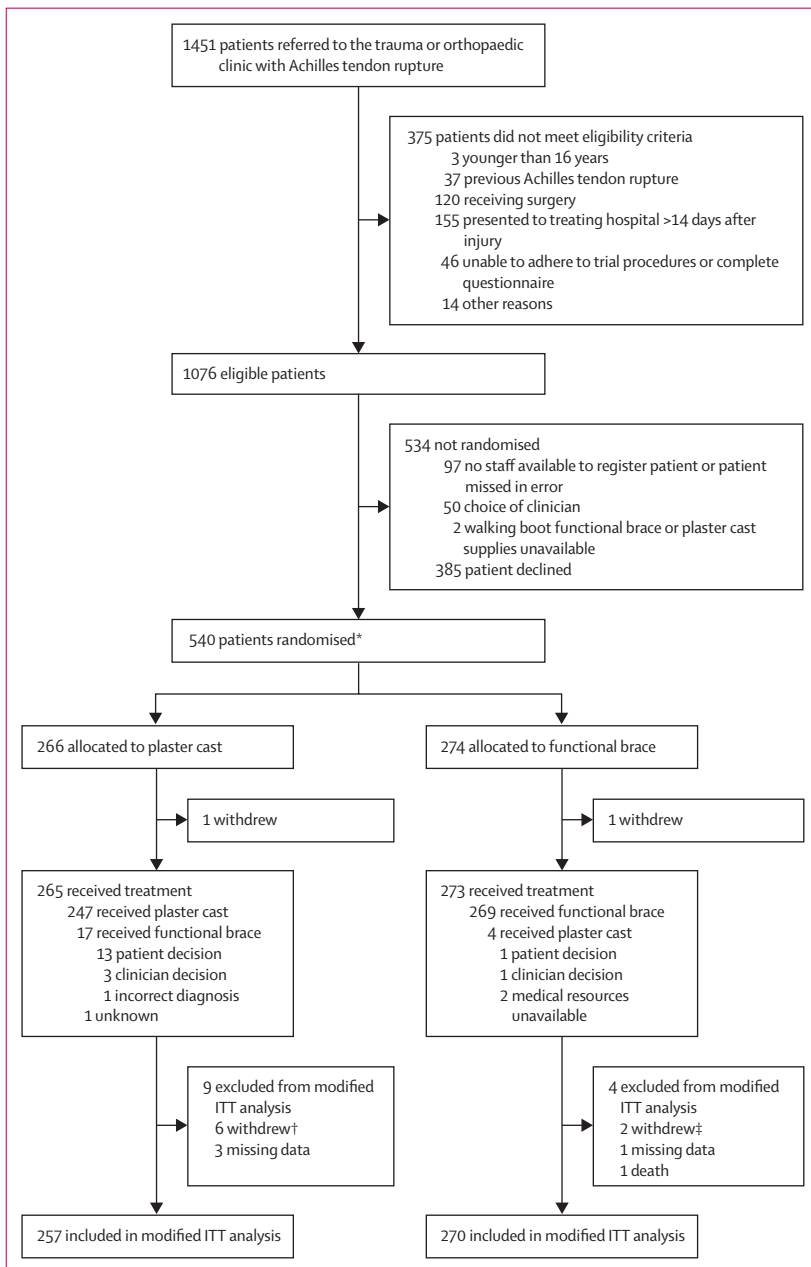 1451 patients referred to the trauma or orthopaedic
clinic with Achilles tendon rupture
375 patients did not meet eligibility criteria
3 younger than 16 years
37 previous Achilles tendon rupture
120 receiving surgery
155 presented to treating hospital >14 days after
injury
46 unable to adhere to trial procedures or complete
questionnaire
14 other reasons
1076 eligible patients
534 not randomised
97 no staff available to register patient or patient
missed in error
50 choice of clinician
2 walking boot functional brace or plaster cast
supplies unavailable
385 patient declined
540 patients randomised*
266 allocated to plaster cast
274 allocated to functional brace
1 withdrew
1 withdrew
265 received treatment
247 received plaster cast
17 received functional brace
13 patient decision
3 clinician decision
1 incorrect diagnosis
1 unknown
273 received treatment
269 received functional brace
4 received plaster cast
1 patient decision
1 clinician decision
2 medical resources
unavailable
9 excluded from modified
ITT analysis
6 withdrew†
3 missing data
4 excluded from modified
ITT analysis
2 withdrew‡
1 missing data
1 death
257 included in modified ITT analysis
270 included in modified ITT analysis